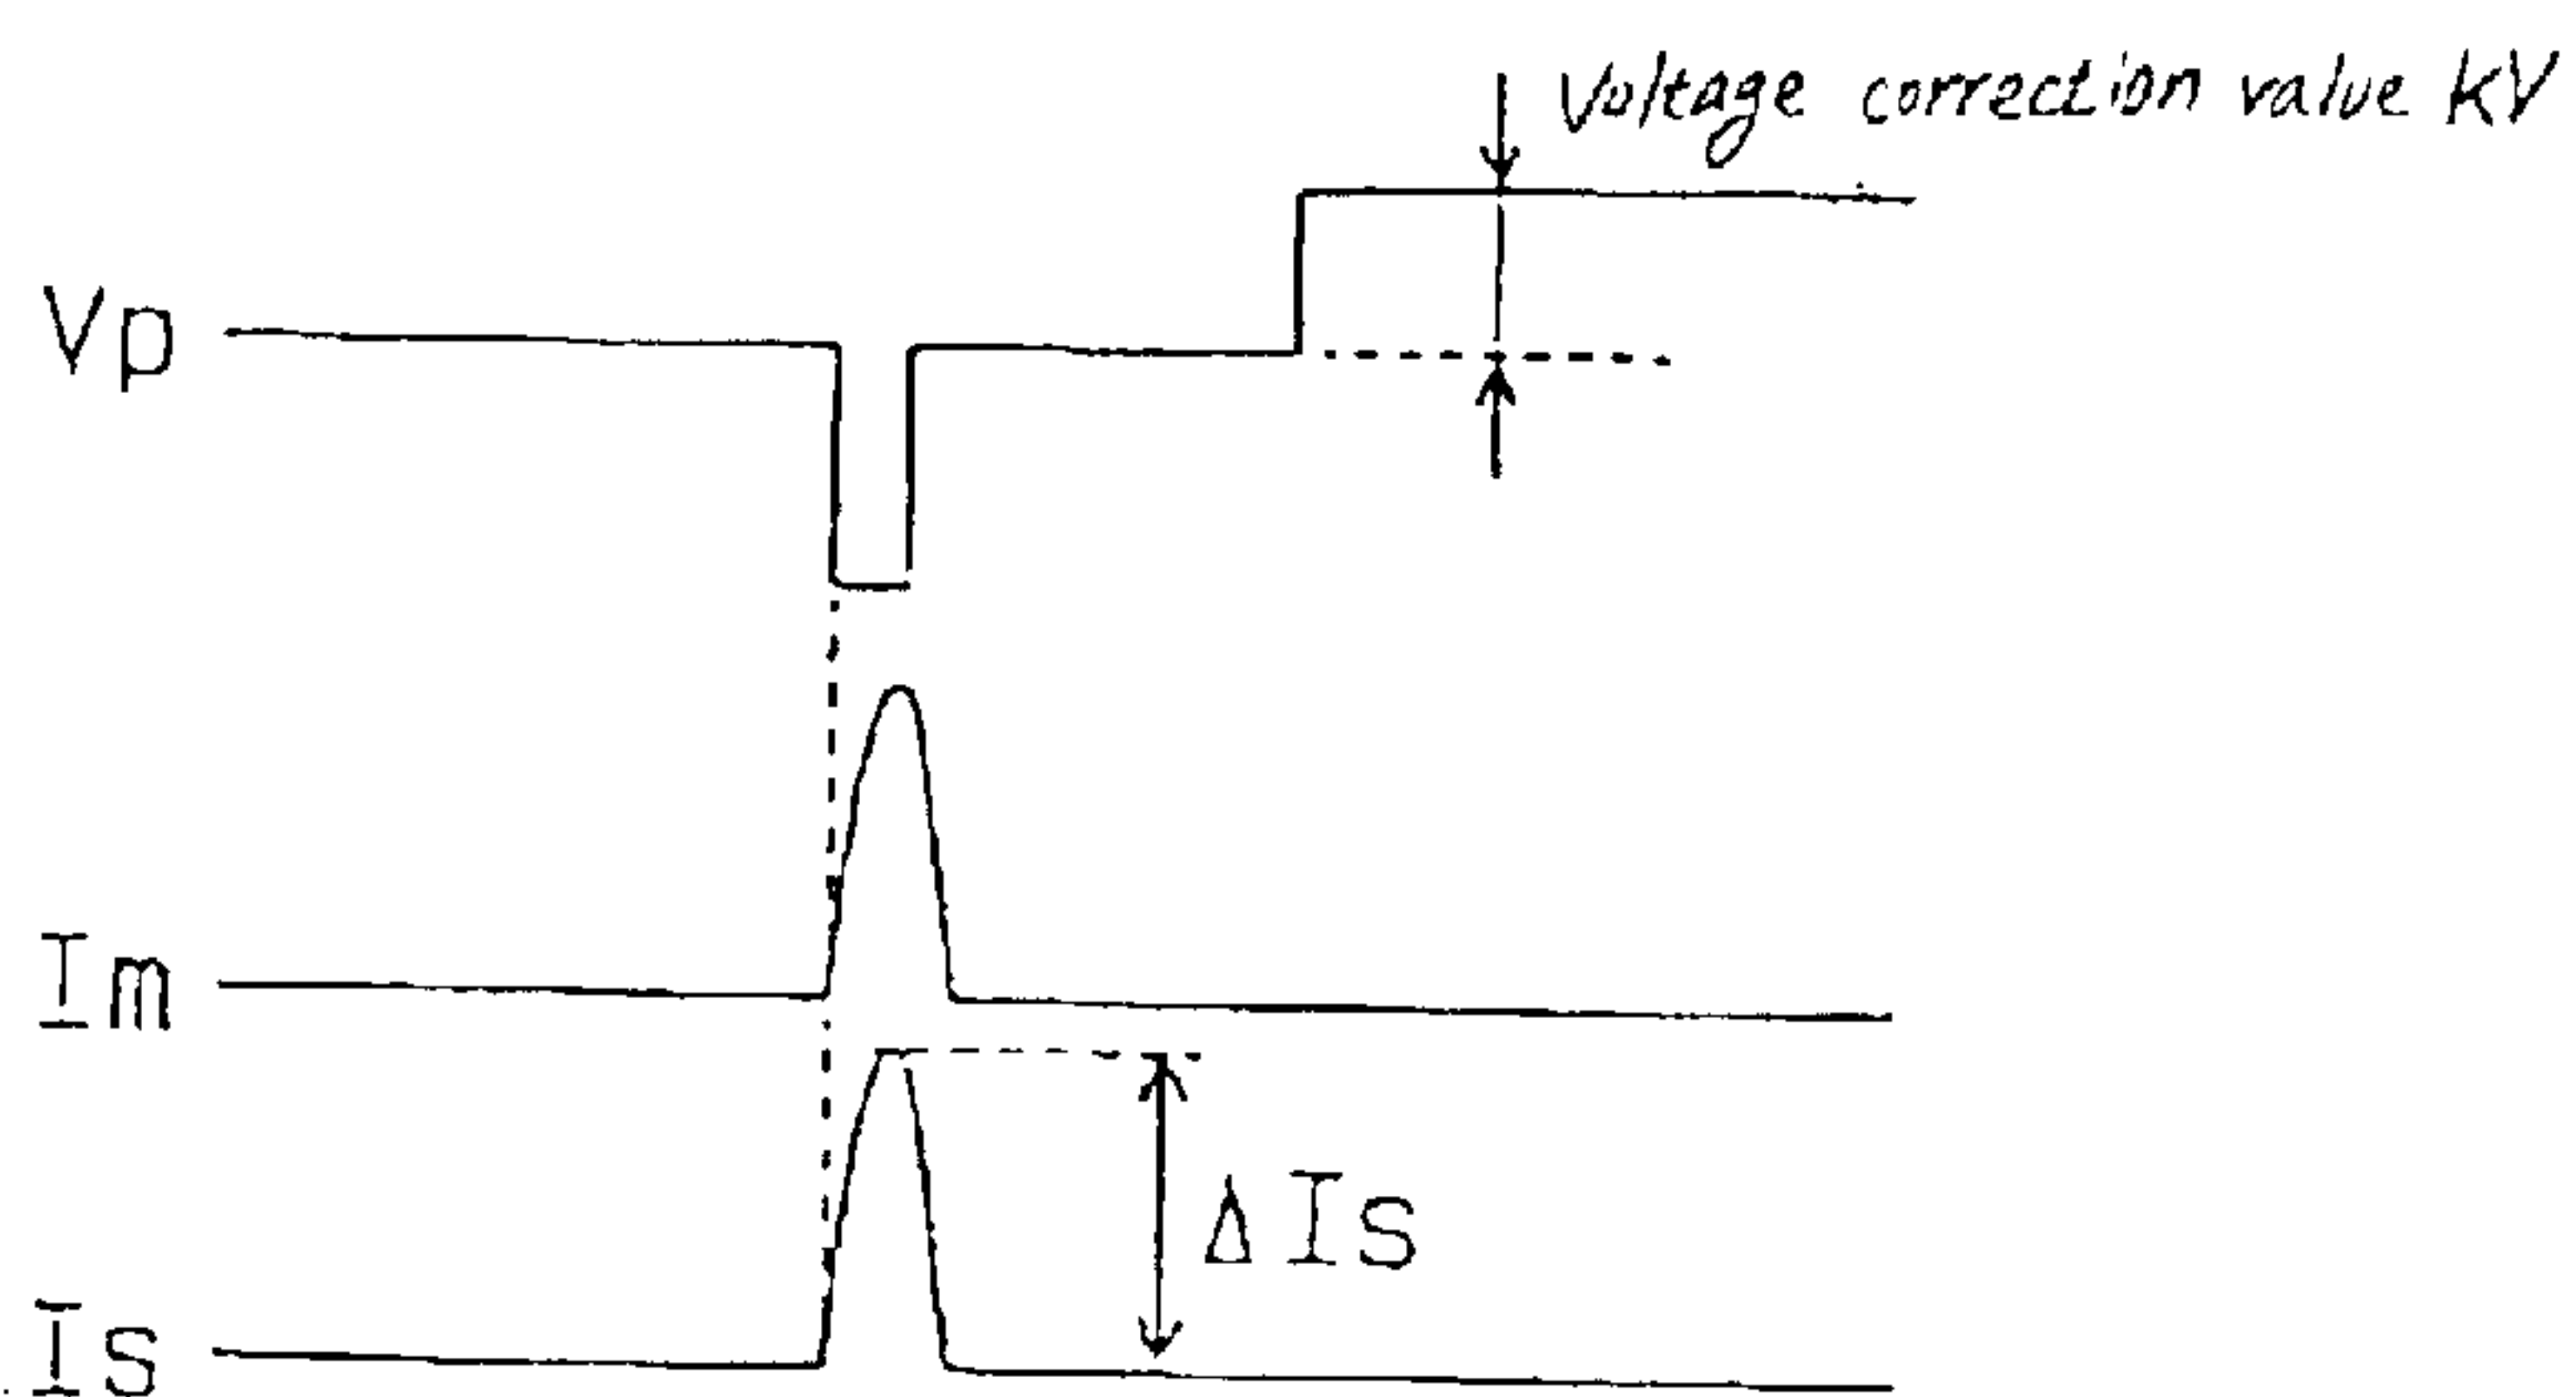 Voltage correction value kV
Vp
Im
ΔIs
Is